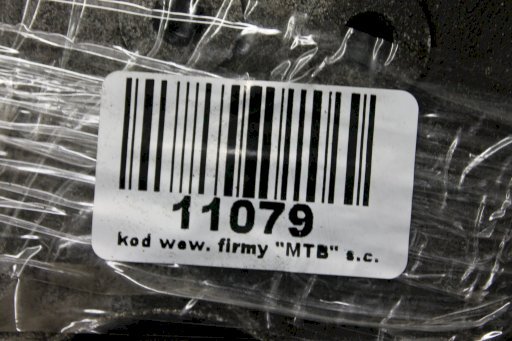 11079
kod wew. firmy "MTB" s.c.